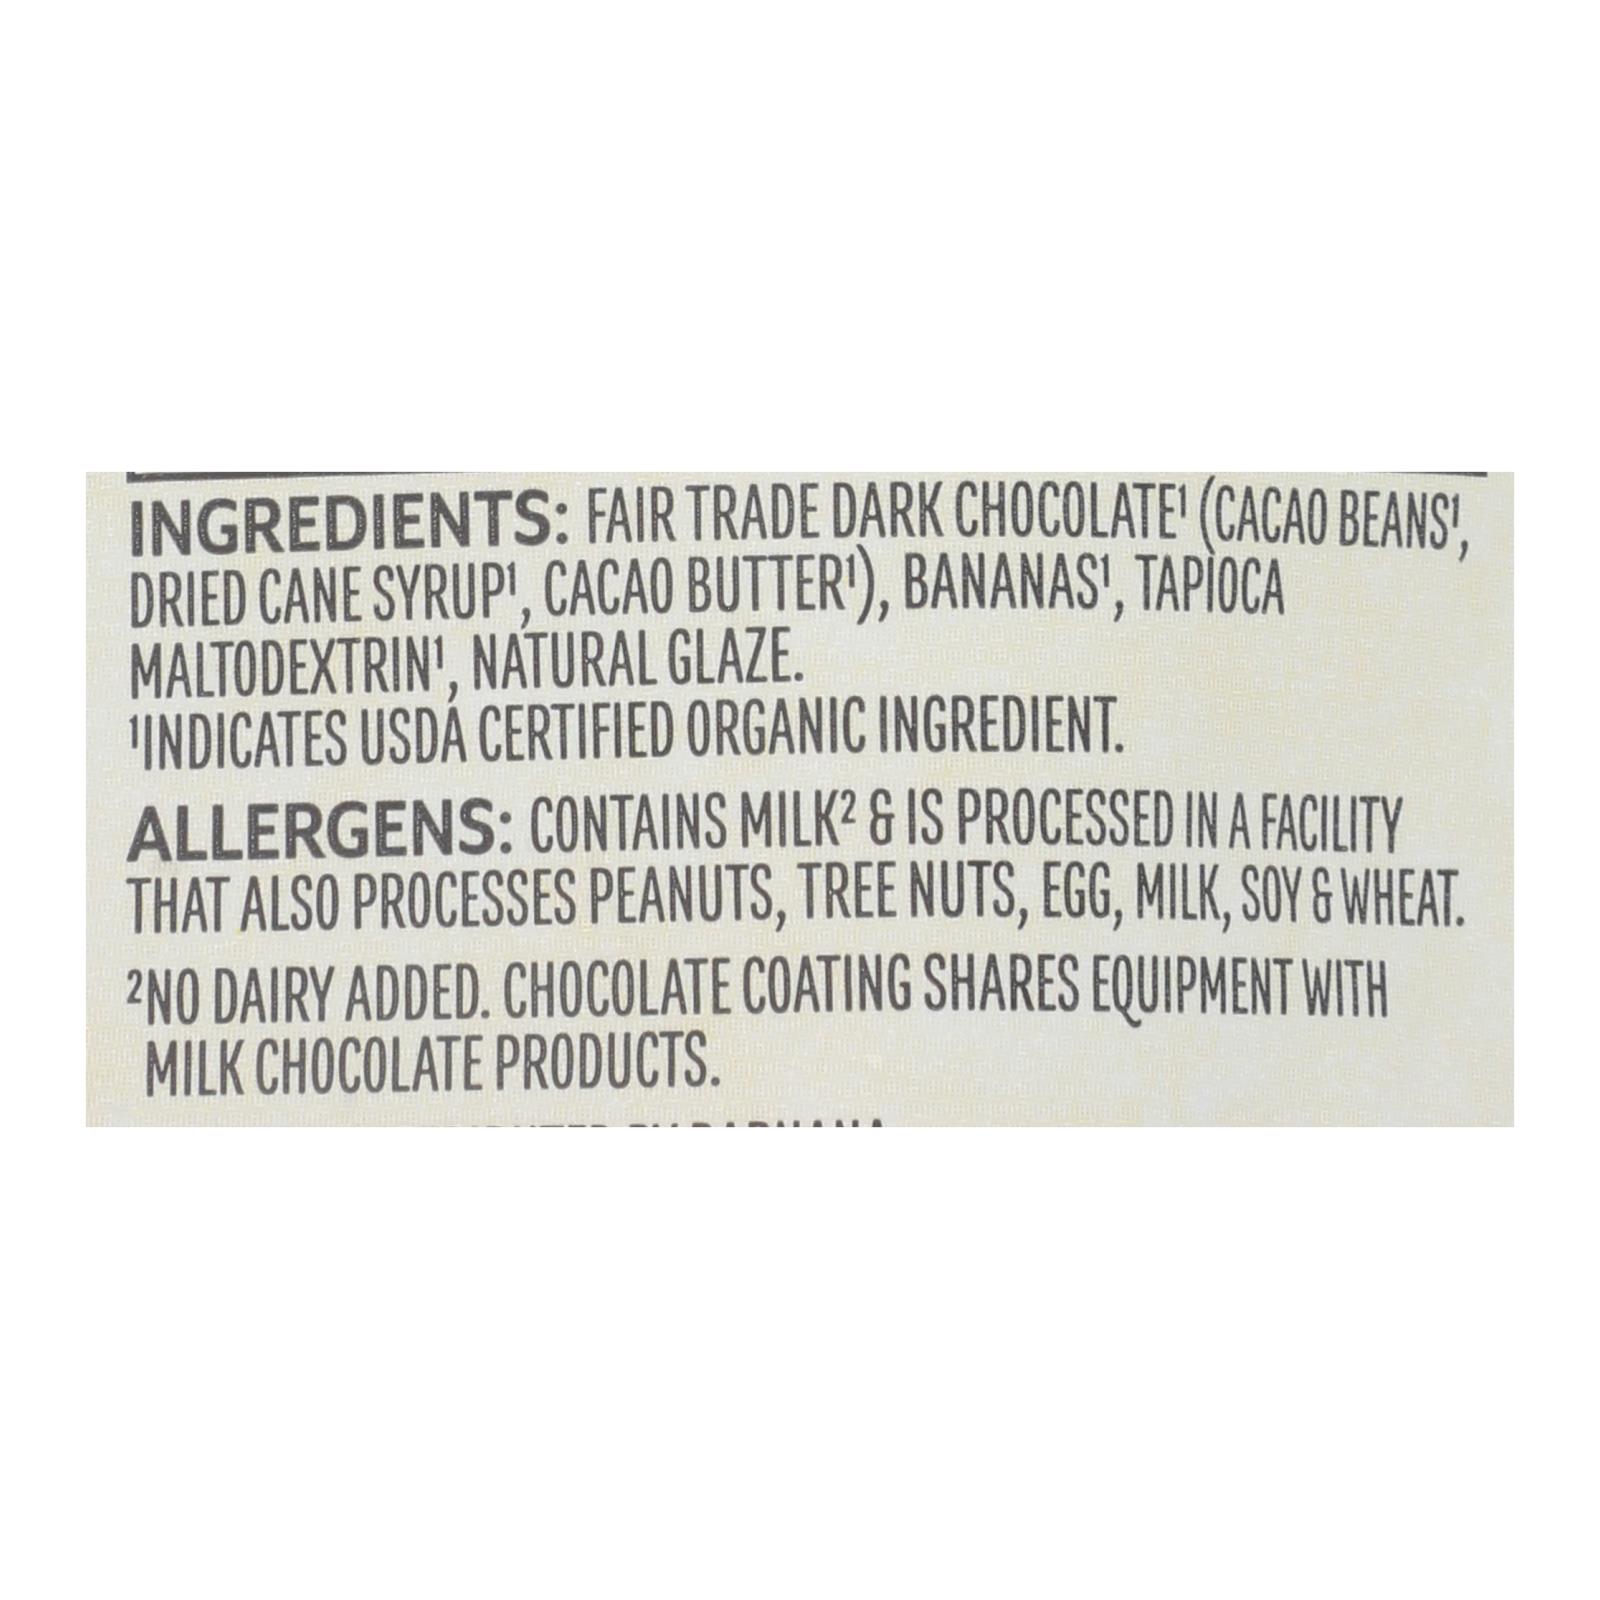 INGREDIENTS: FAIR TRADE DARK CHOCOLATE¹ (CACAO BEANS¹,
DRIED CANE SYRUP¹, CACAO BUTTER¹), BANANAS¹, TAPIOCA
MALTODEXTRIN¹, NATURAL GLAZE.
¹INDICATES USDA CERTIFIED ORGANIC INGREDIENT.
ALLERGENS: CONTAINS MILK² & IS PROCESSED IN A FACILITY
THAT ALSO PROCESSES PEANUTS, TREE NUTS, EGG, MILK, SOY & WHEAT.
²NO DAIRY ADDED. CHOCOLATE COATING SHARES EQUIPMENT WITH
MILK CHOCOLATE PRODUCTS.